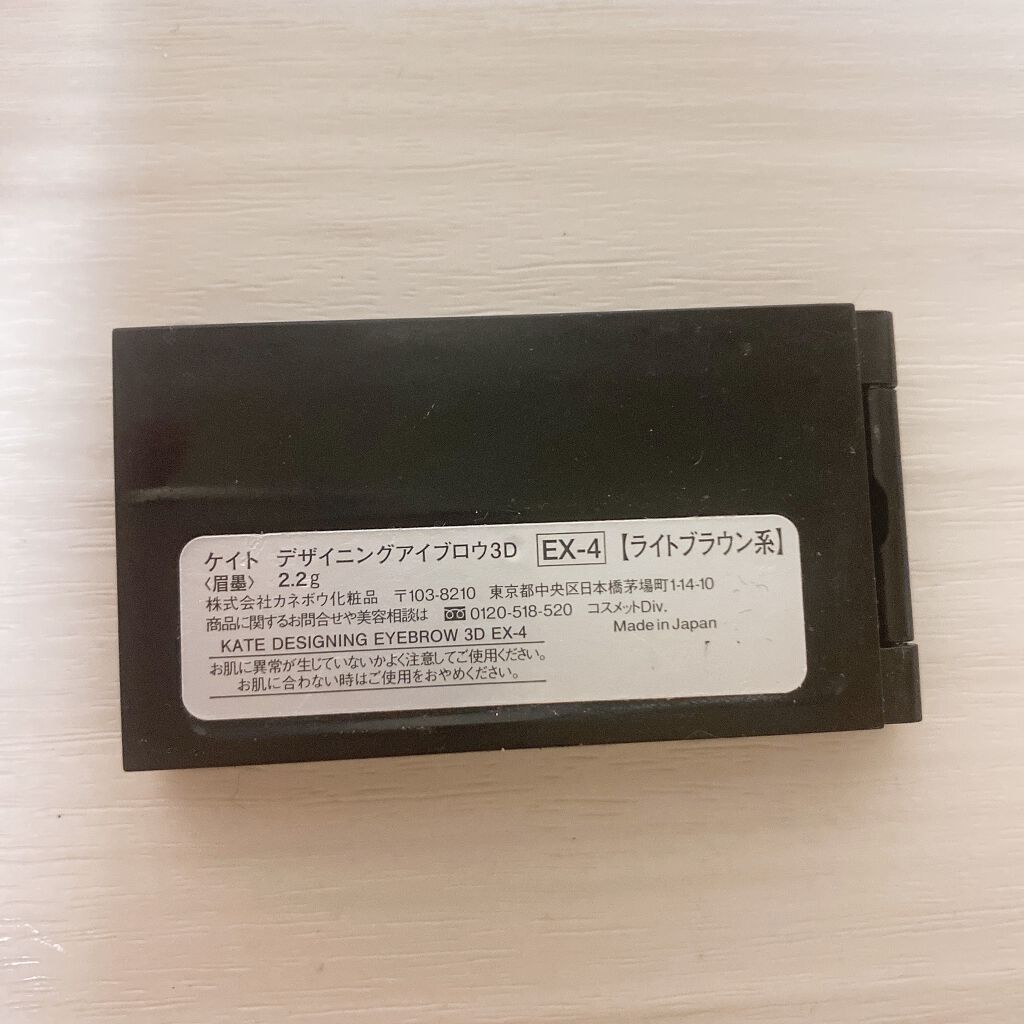 ケイト デザイニングアイブロウ3D EX-4 【ライトブラウン系】
〈眉墨〉 2.2g
株式会社カネボウ化粧品 〒103-8210 東京都中央区日本橋茅場町1-14-10
商品に関するお問合せや美容相談は 0120-518-520 コスメットDiv.
KATE DESIGNING EYEBROW 3D EX-4 Made in Japan
お肌に異常が生じていないかよく注意してご使用ください。
お肌に合わない時はご使用をおやめください。